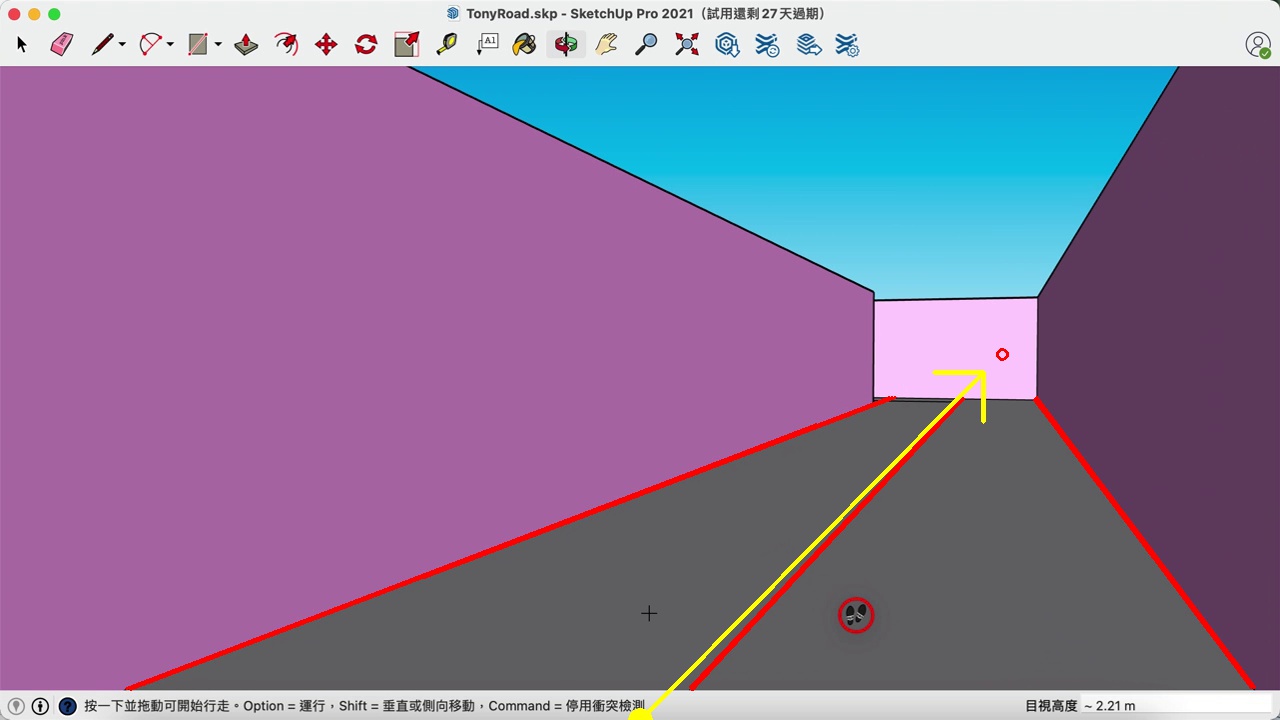 TonyRoad.skp - SketchUp Pro 2021（試用還剩 27 天過期）
A1
按一下並拖動可開始行走。Option = 運行，Shift = 垂直或側向移動，Command = 停用衝突檢測
目視高度 ~ 2.21 m